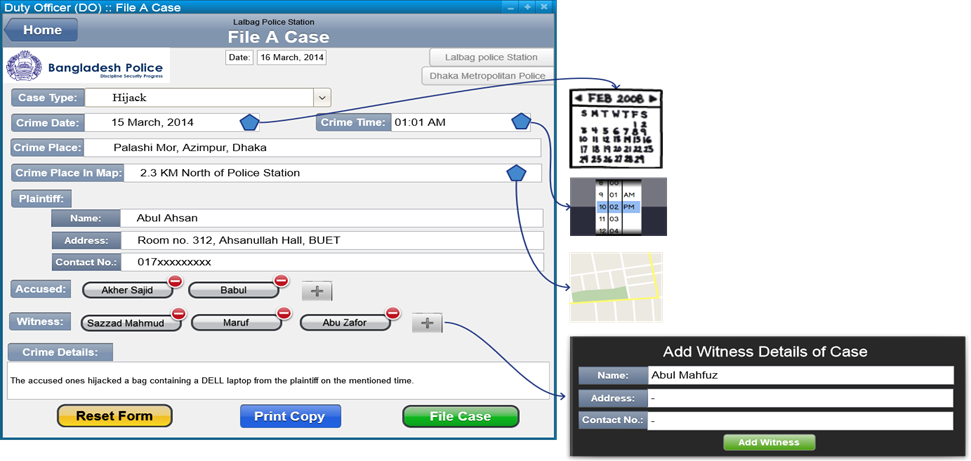 Duty Officer (DO) :: File A Case
Home
Lalbag Police Station
File A Case
Bangladesh Police
Discipline Security Progress
Date: 16 March, 2014
Lalbag police Station
Dhaka Metropolitan Police
Case Type: Hijack
Crime Date: 15 March, 2014 Crime Time: 01:01 AM
Crime Place: Palashi Mor, Azimpur, Dhaka
Crime Place In Map: 2.3 KM North of Police Station
Plaintiff:
Name: Abul Ahsan
Address: Room no. 312, Ahsanullah Hall, BUET
Contact No.: 017xxxxxxxxx
Accused: Akher Sajid Babul
Witness: Sazzad Mahmud Maruf Abu Zafor
Crime Details:
The accused ones hijacked a bag containing a DELL laptop from the plaintiff on the mentioned time.
Reset Form Print Copy File Case
FEB 2008
S M T W T F S
1 2
3 4 5 6 7 8 9
10 11 12 13 14 15 16
17 18 19 20 21 22 23
24 25 26 27 28 29
8 00
9 01 AM
10 02 PM
11 03
12 04
Add Witness Details of Case
Name: Abul Mahfuz
Address: -
Contact No.: -
Add Witness